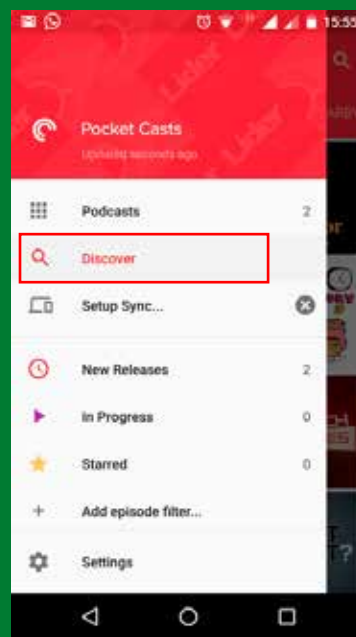 15:55
Pocket Casts
Updating seconds ago
Podcasts 2
Discover
Setup Sync...
New Releases 2
In Progress 0
Starred 0
Add episode filter...
Settings